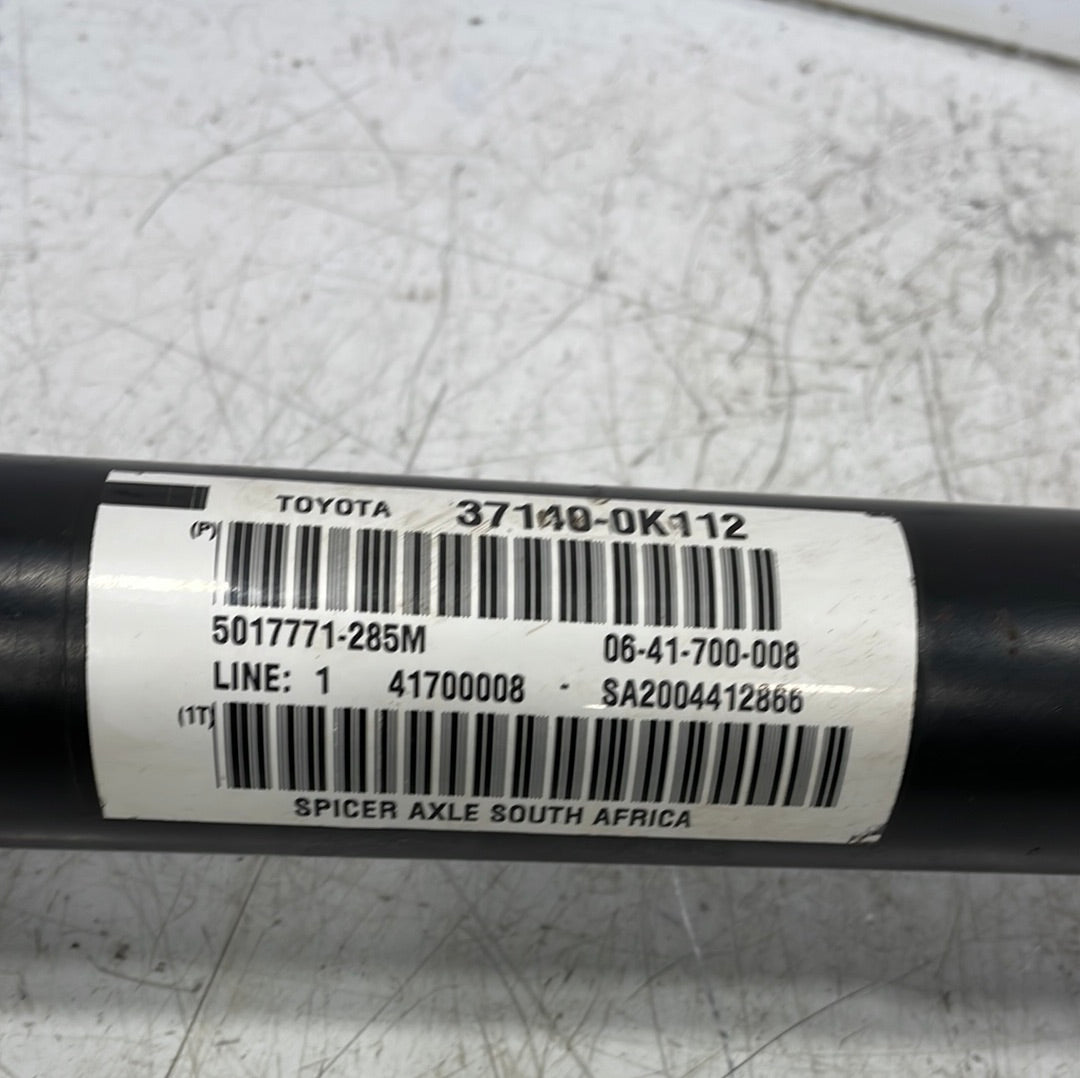 TOYOTA 37140-0K112
(P)
5017771-285M 06-41-700-008
LINE: 1 41700008 - SA2004412866
(1T)
SPICER AXLE SOUTH AFRICA